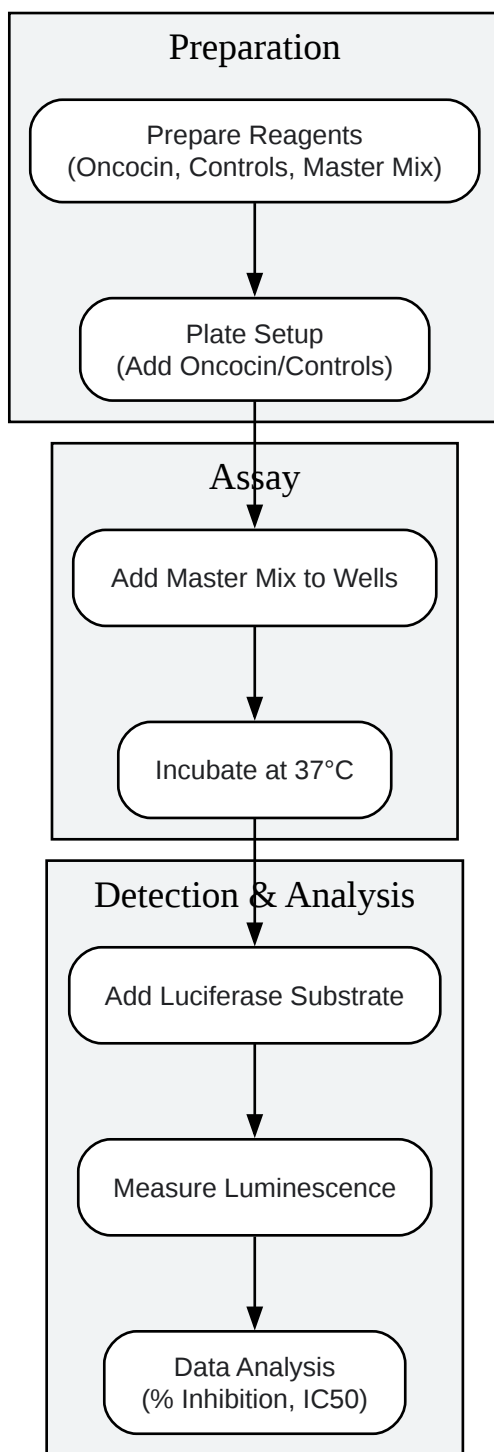 Preparation
Prepare Reagents
(Oncocin, Controls, Master Mix)
Plate Setup
(Add Oncocin/Controls)
Assay
Add Master Mix to Wells
Incubate at 37°C
Detection & Analysis
Add Luciferase Substrate
Measure Luminescence
Data Analysis
(% Inhibition, IC50)